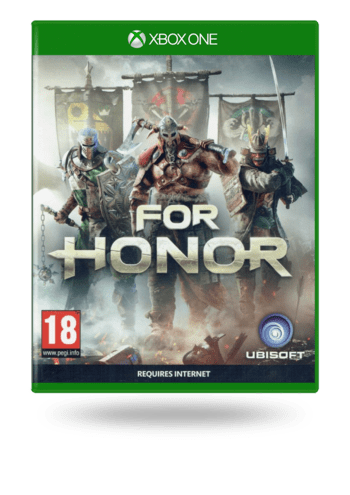 XBOX ONE
FOR
HONOR
18
www.pegi.info
UBISOFT
REQUIRES INTERNET